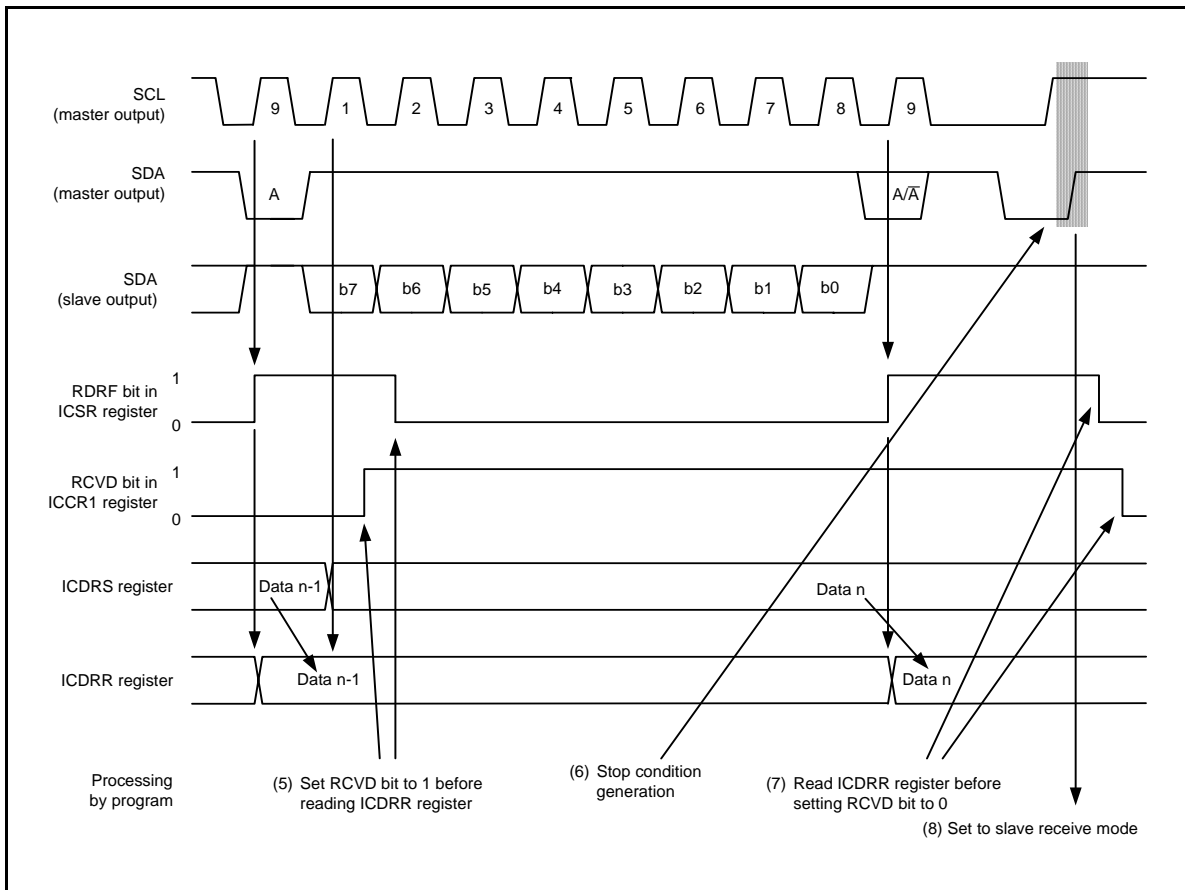 SCL
(master output)
9 1 2 3 4 5 6 7 8 9
SDA
(master output)
A A/A̅
SDA
(slave output)
b7 b6 b5 b4 b3 b2 b1 b0
RDRF bit in
ICSR register
1
0
RCVD bit in
ICCR1 register
1
0
ICDRS register
Data n-1 Data n
ICDRR register
Data n-1 Data n
Processing
by program
(5) Set RCVD bit to 1 before
reading ICDRR register
(6) Stop condition
generation
(7) Read ICDRR register before
setting RCVD bit to 0
(8) Set to slave receive mode